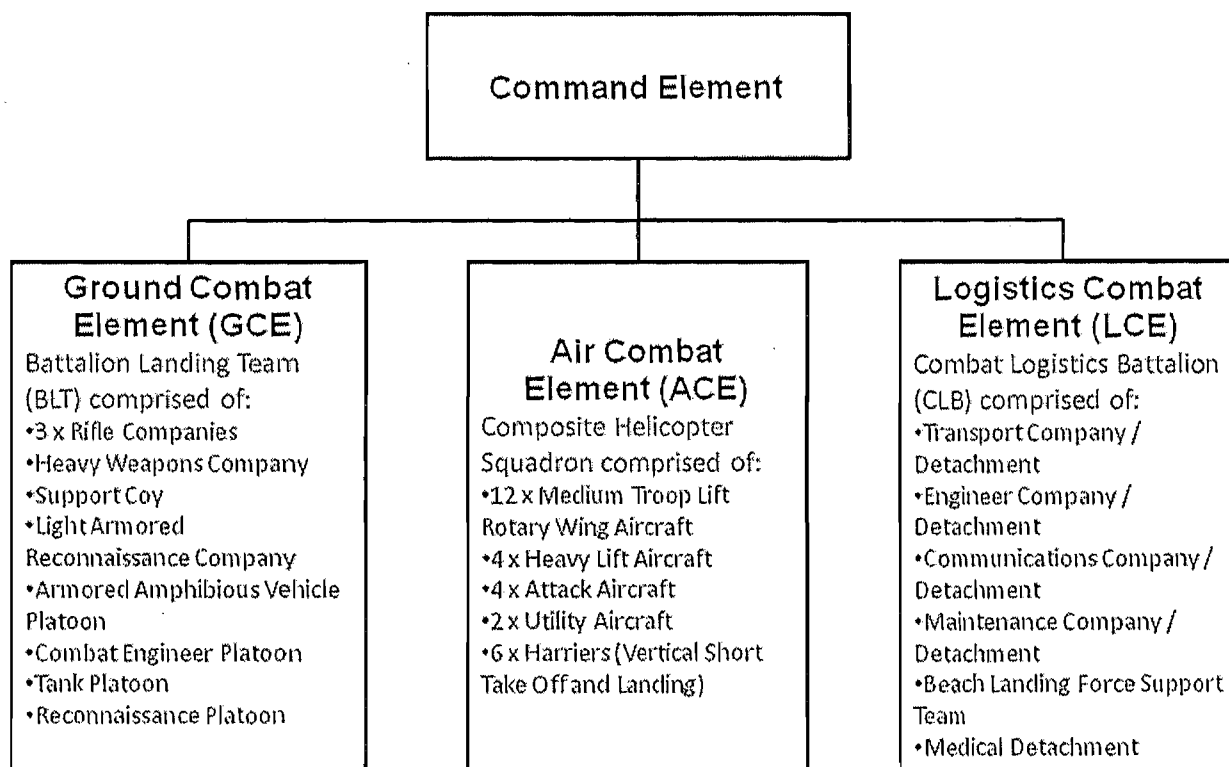 Command Element
Ground Combat
Element (GCE)
Battalion Landing Team
(BLT) comprised of:
•3 x Rifle Companies
•Heavy Weapons Company
•Support Coy
•Light Armored
Reconnaissance Company
•Armored Amphibious Vehicle
Platoon
•Combat Engineer Platoon
•Tank Platoon
•Reconnaissance Platoon
Air Combat
Element (ACE)
Composite Helicopter
Squadron comprised of:
•12 x Medium Troop Lift
Rotary Wing Aircraft
•4 x Heavy Lift Aircraft
•4 x Attack Aircraft
•2 x Utility Aircraft
•6 x Harriers (Vertical Short
Take Off and Landing)
Logistics Combat
Element (LCE)
Combat Logistics Battalion
(CLB) comprised of:
•Transport Company /
Detachment
•Engineer Company /
Detachment
•Communications Company /
Detachment
•Maintenance Company /
Detachment
•Beach Landing Force Support
Team
•Medical Detachment